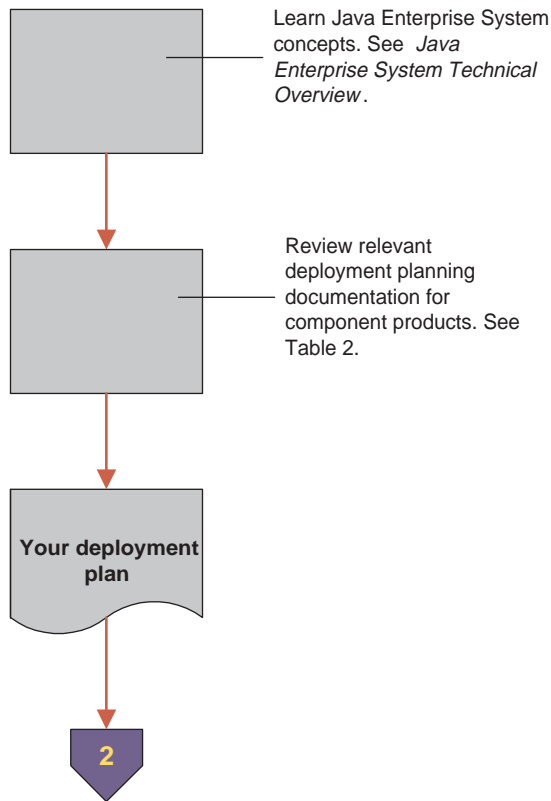 Learn Java Enterprise System
concepts. See Java
Enterprise System Technical
Overview.
Review relevant
deployment planning
documentation for
component products. See
Table 2.
Your deployment
plan
2